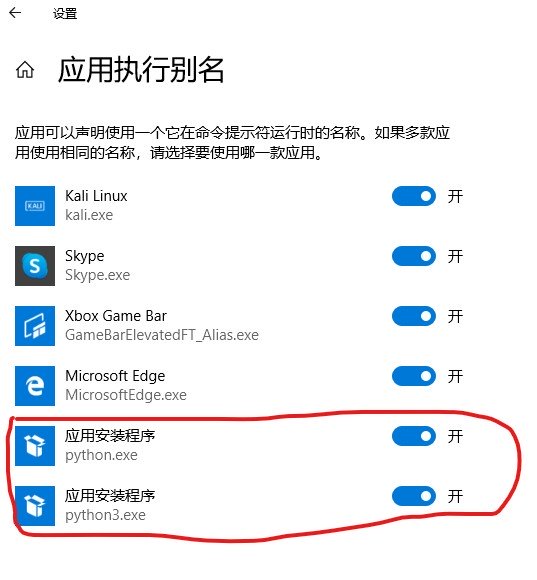 设置
应用执行别名
应用可以声明使用一个它在命令提示符运行时的名称。如果多款应
用使用相同的名称，请选择要使用哪一款应用。
KALI
Kali Linux
kali.exe
开
Skype
Skype.exe
开
Xbox Game Bar
GameBarElevatedFT_Alias.exe
开
Microsoft Edge
MicrosoftEdge.exe
开
应用安装程序
python.exe
开
应用安装程序
python3.exe
开